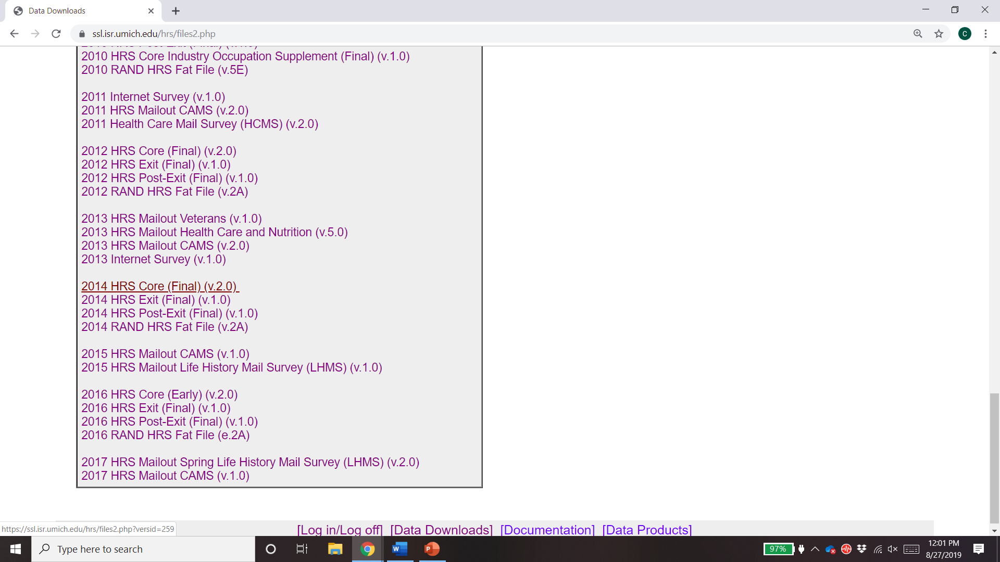 Data Downloads
ssl.isr.umich.edu/hrs/files2.php
C
2010 HRS Core Industry Occupation Supplement (Final) (v.1.0)
2010 RAND HRS Fat File (v.5E)
2011 Internet Survey (v.1.0)
2011 HRS Mailout CAMS (v.2.0)
2011 Health Care Mail Survey (HCMS) (v.2.0)
2012 HRS Core (Final) (v.2.0)
2012 HRS Exit (Final) (v.1.0)
2012 HRS Post-Exit (Final) (v.1.0)
2012 RAND HRS Fat File (v.2A)
2013 HRS Mailout Veterans (v.1.0)
2013 HRS Mailout Health Care and Nutrition (v.5.0)
2013 HRS Mailout CAMS (v.2.0)
2013 Internet Survey (v.1.0)
2014 HRS Core (Final) (v.2.0)
2014 HRS Exit (Final) (v.1.0)
2014 HRS Post-Exit (Final) (v.1.0)
2014 RAND HRS Fat File (v.2A)
2015 HRS Mailout CAMS (v.1.0)
2015 HRS Mailout Life History Mail Survey (LHMS) (v.1.0)
2016 HRS Core (Early) (v.2.0)
2016 HRS Exit (Final) (v.1.0)
2016 HRS Post-Exit (Final) (v.1.0)
2016 RAND HRS Fat File (e.2A)
2017 HRS Mailout Spring Life History Mail Survey (LHMS) (v.2.0)
2017 HRS Mailout CAMS (v.1.0)
https://ssl.isr.umich.edu/hrs/files2.php?versid=259
[Log in/Log off] [Data Downloads] [Documentation] [Data Products]
Type here to search
W
P
97%
12:01 PM
8/27/2019